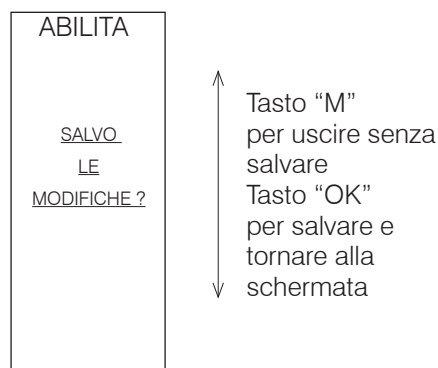 ABILITA
SALVO
LE
MODIFICHE ?
Tasto “M”
per uscire senza
salvare
Tasto “OK”
per salvare e
tornare alla
schermata